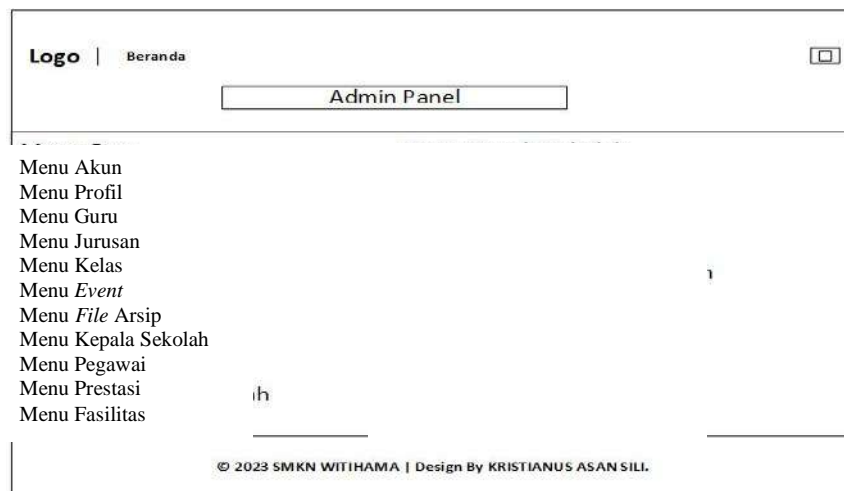 Logo | Beranda
Admin Panel
Menu Akun
Menu Profil
Menu Guru
Menu Jurusan
Menu Kelas
Menu Event
Menu File Arsip
Menu Kepala Sekolah
Menu Pegawai
Menu Prestasi
Menu Fasilitas
© 2023 SMKN WITIHAMA | Design By KRISTIANUS ASAN SILI.